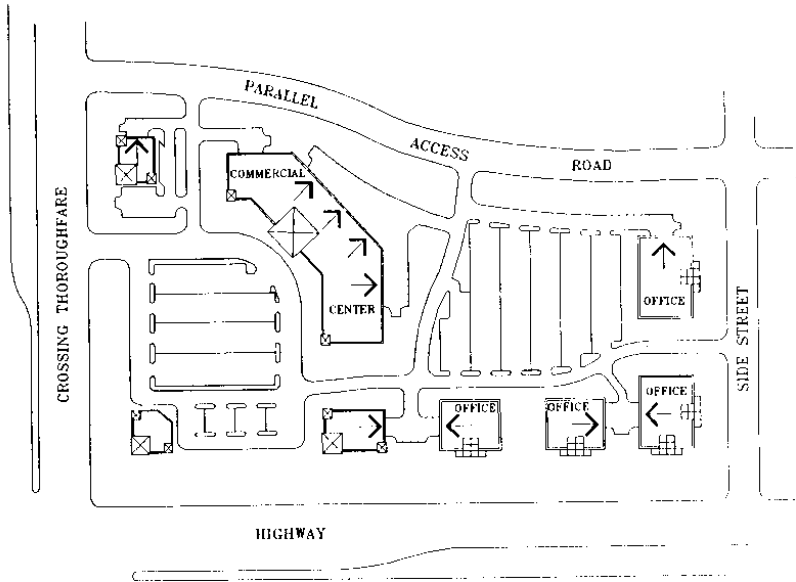 PARALLEL
ACCESS
ROAD
COMMERCIAL
CENTER
CROSSING THOROUGHFARE
OFFICE
SIDE STREET
OFFICE
OFFICE
OFFICE
HIGHWAY